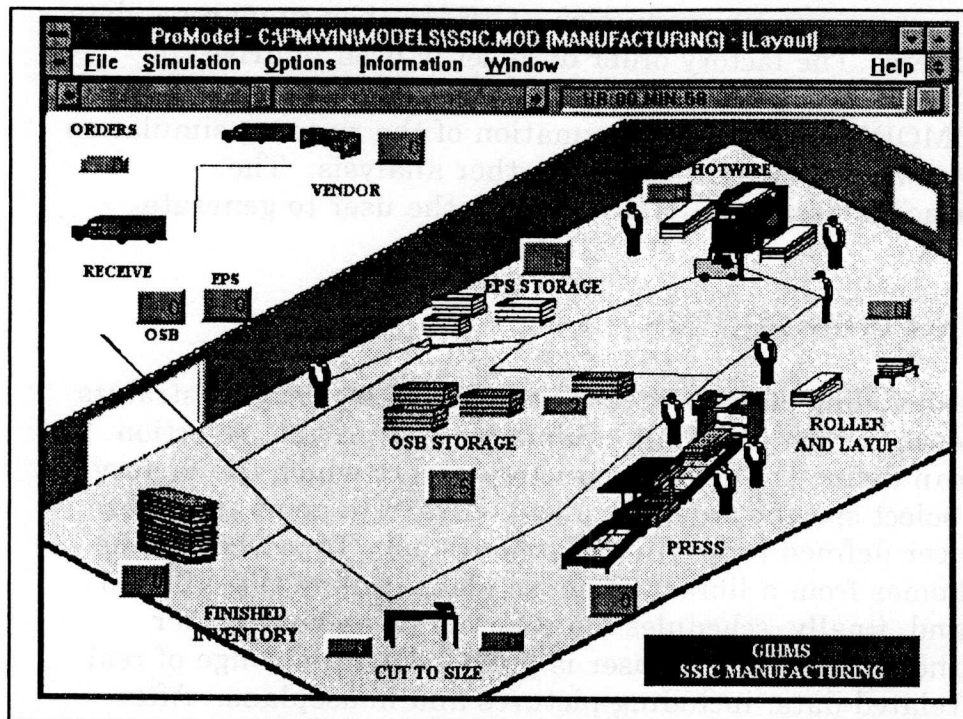 ProModel - C:\PMWIN\MODELS\SSIC.MOD (MANUFACTURING) - [Layout]
File Simulation Options Information Window Help
HR:00 MIN:58
ORDERS
VENDOR
HOTWIRE
RECEIVE
EPS
OSB
EPS STORAGE
OSB STORAGE
ROLLER
AND LAYUP
PRESS
FINISHED
INVENTORY
CUT TO SIZE
GIHMS
SSIC MANUFACTURING